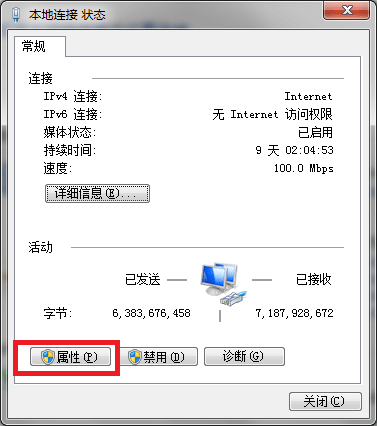 本地连接 状态
常规
连接
IPv4 连接: Internet
IPv6 连接: 无 Internet 访问权限
媒体状态: 已启用
持续时间: 9 天 02:04:53
速度: 100.0 Mbps
详细信息(E)...
活动
已发送 — 已接收
字节: 6,383,676,458 | 7,187,928,672
属性(P) 禁用(D) 诊断(G)
关闭(C)